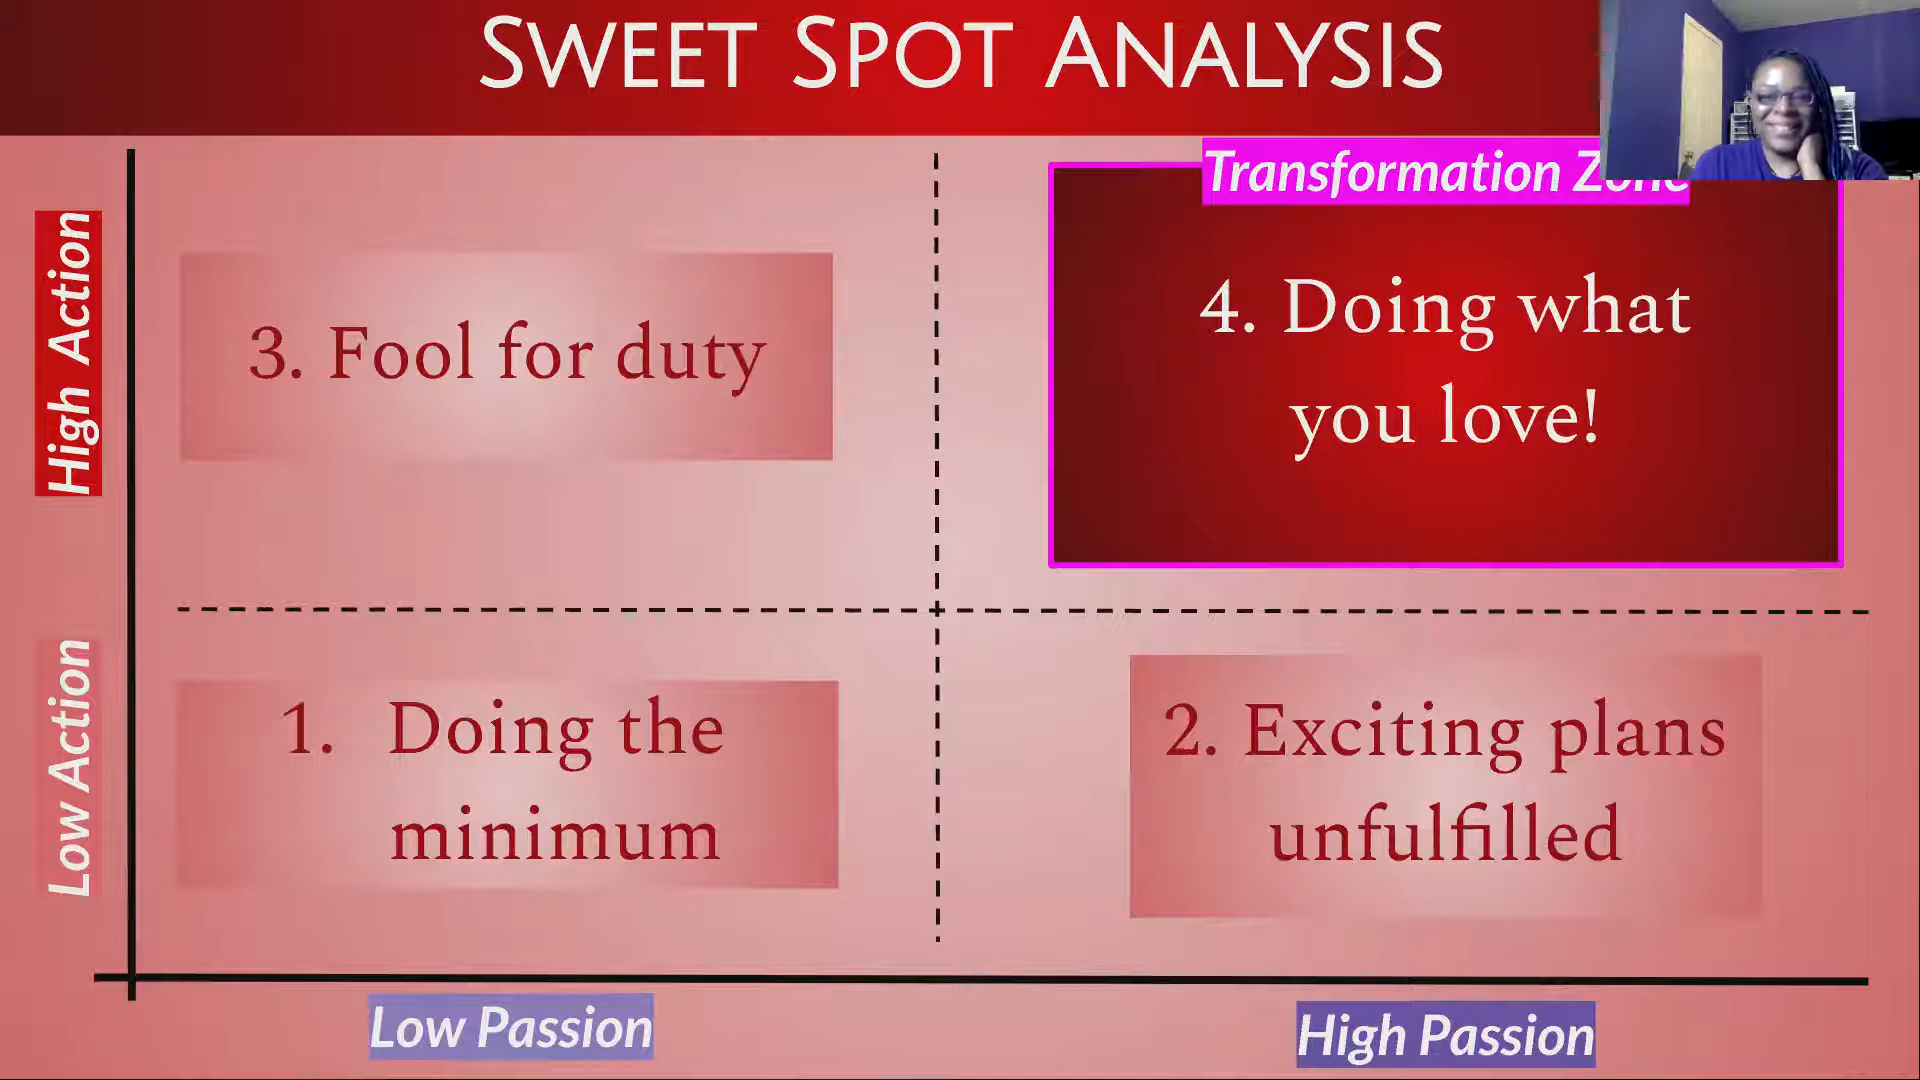 SWEET SPOT ANALYSIS
Transformation Zone
High Action
3. Fool for duty
4. Doing what
you love!
Low Action
1. Doing the
minimum
2. Exciting plans
unfulfilled
Low Passion
High Passion